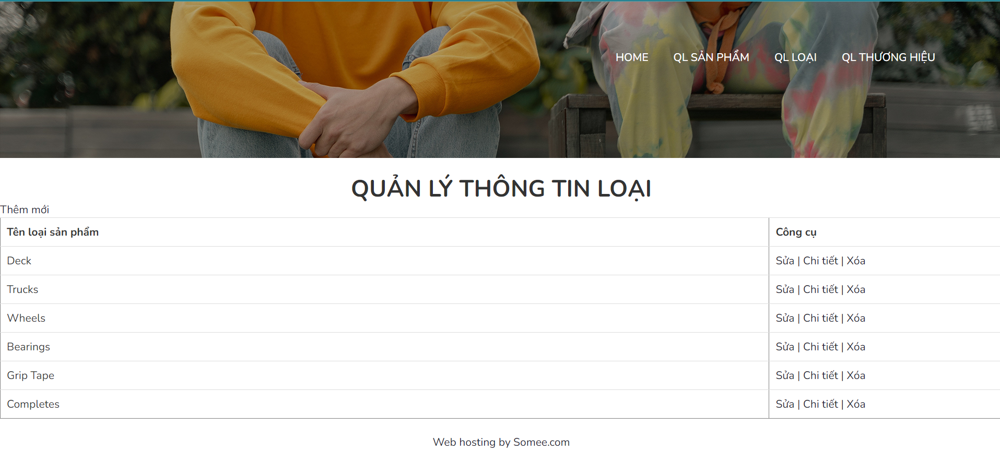 HOME QL SẢN PHẨM QL LOẠI QL THƯƠNG HIỆU
QUẢN LÝ THÔNG TIN LOẠI
Thêm mới
Tên loại sản phẩm Công cụ
Deck Sửa | Chi tiết | Xóa
Trucks Sửa | Chi tiết | Xóa
Wheels Sửa | Chi tiết | Xóa
Bearings Sửa | Chi tiết | Xóa
Grip Tape Sửa | Chi tiết | Xóa
Completes Sửa | Chi tiết | Xóa
Web hosting by Somee.com